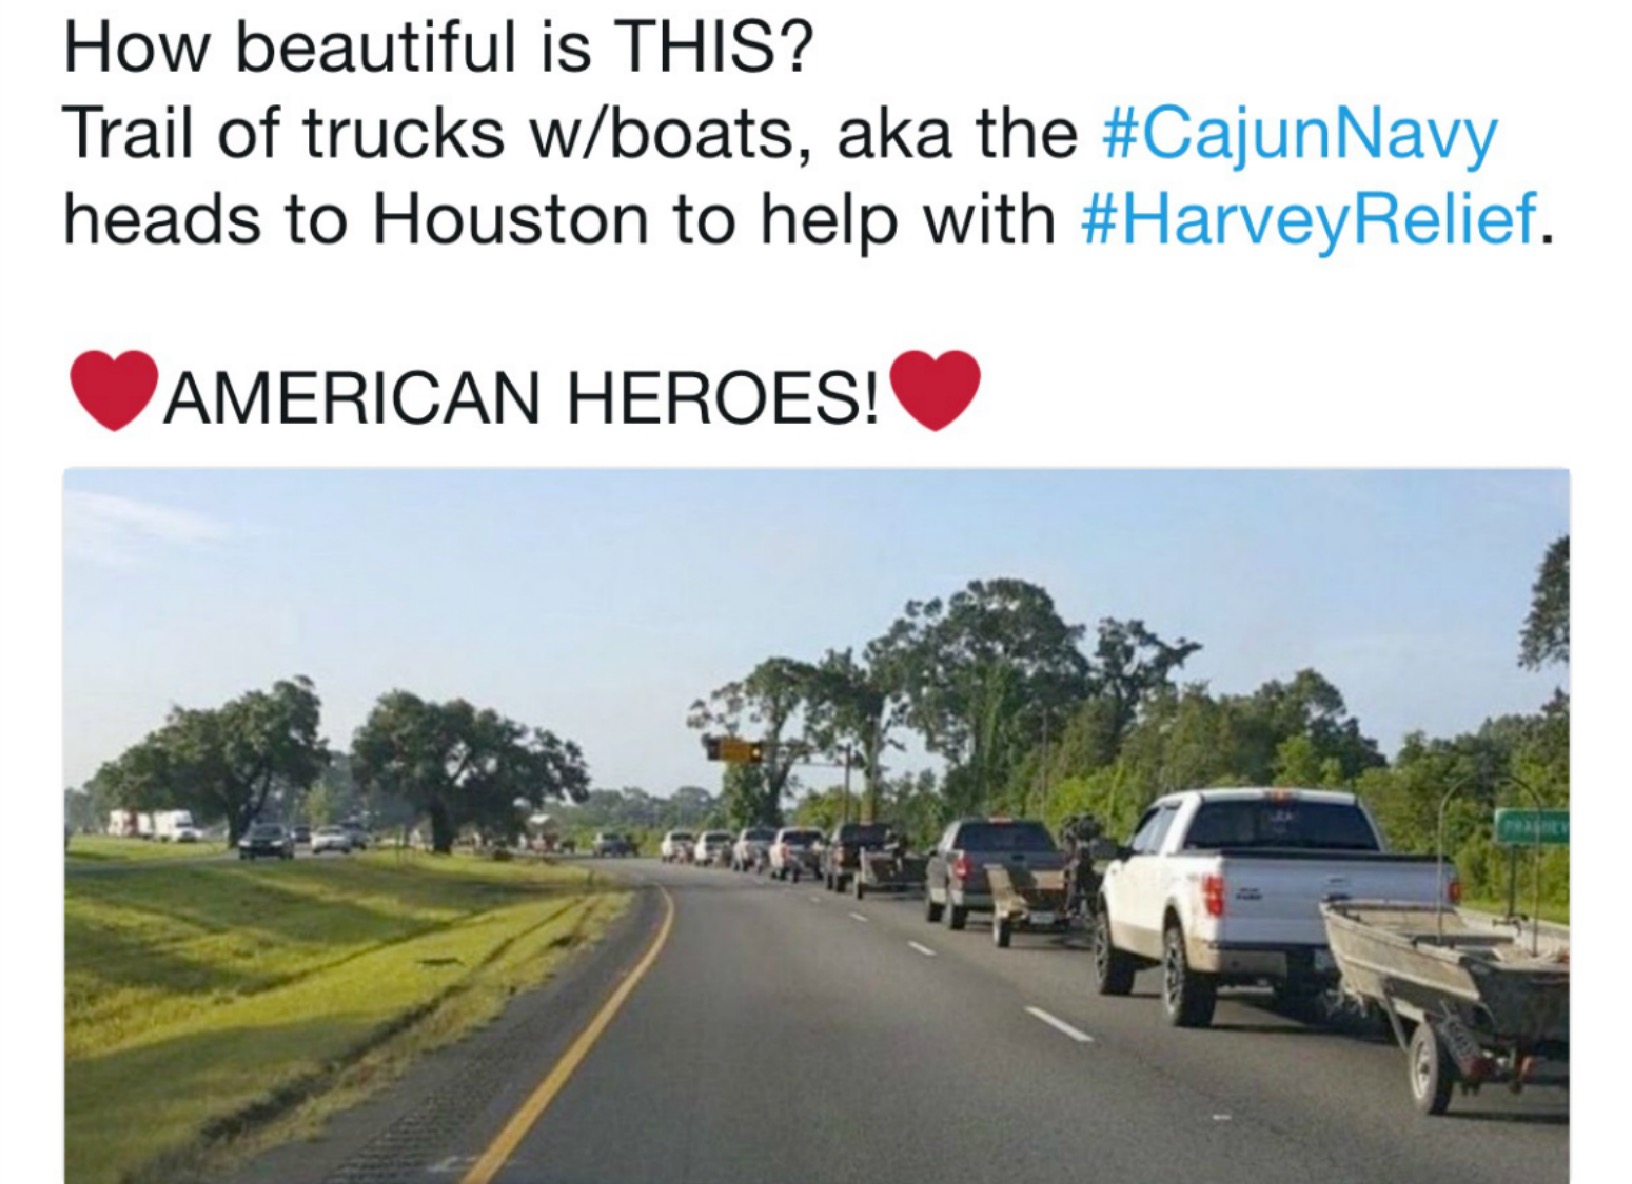 How beautiful is THIS?
Trail of trucks w/boats, aka the #CajunNavy
heads to Houston to help with #HarveyRelief.
❤AMERICAN HEROES!❤